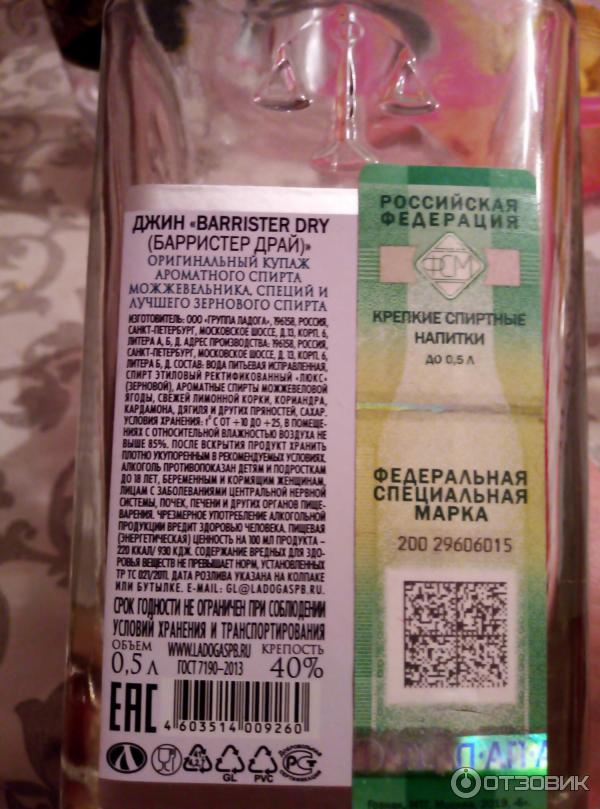 ДЖИН «BARRISTER DRY
(БАРРИСТЕР ДРАЙ)»
ОРИГИНАЛЬНЫЙ КУПАЖ
АРОМАТНОГО СПИРТА
МОЖЖЕВЕЛЬНИКА, СПЕЦИЙ И
ЛУЧШЕГО ЗЕРНОВОГО СПИРТА
ИЗГОТОВИТЕЛЬ: ООО «ГРУППА ЛАДОГА», 196158, РОССИЯ,
САНКТ-ПЕТЕРБУРГ, МОСКОВСКОЕ ШОССЕ, Д.13, КОРП. 6,
ЛИТЕРА А, Б, Д. АДРЕС ПРОИЗВОДСТВА: 196158, РОССИЯ,
САНКТ-ПЕТЕРБУРГ, МОСКОВСКОЕ ШОССЕ, Д. 13, КОРП. 6,
ЛИТЕРА Б, Д. СОСТАВ: ВОДА ПИТЬЕВАЯ ИСПРАВЛЕННАЯ,
СПИРТ ЭТИЛОВЫЙ РЕКТИФИКОВАННЫЙ «ЛЮКС»
(ЗЕРНОВОЙ), АРОМАТНЫЕ СПИРТЫ МОЖЖЕВЕЛОВОЙ
ЯГОДЫ, СВЕЖЕЙ ЛИМОННОЙ КОРКИ, КОРИАНДРА,
КАРДАМОНА, ДЯГИЛЯ И ДРУГИХ ПРЯНОСТЕЙ, САХАР.
УСЛОВИЯ ХРАНЕНИЯ: t° С ОТ +10 ДО +25, В ПОМЕЩЕ-
НИЯХ С ОТНОСИТЕЛЬНОЙ ВЛАЖНОСТЬЮ ВОЗДУХА НЕ
ВЫШЕ 85%. ПОСЛЕ ВСКРЫТИЯ ПРОДУКТ ХРАНИТЬ
ПЛОТНО УКУПОРЕННЫМ В РЕКОМЕНДУЕМЫХ УСЛОВИЯХ.
АЛКОГОЛЬ ПРОТИВОПОКАЗАН ДЕТЯМ И ПОДРОСТКАМ
ДО 18 ЛЕТ, БЕРЕМЕННЫМ И КОРМЯЩИМ ЖЕНЩИНАМ,
ЛИЦАМ С ЗАБОЛЕВАНИЯМИ ЦЕНТРАЛЬНОЙ НЕРВНОЙ
СИСТЕМЫ, ПОЧЕК, ПЕЧЕНИ И ДРУГИХ ОРГАНОВ ПИЩЕ-
ВАРЕНИЯ. ЧРЕЗМЕРНОЕ УПОТРЕБЛЕНИЕ АЛКОГОЛЬНОЙ
ПРОДУКЦИИ ВРЕДИТ ЗДОРОВЬЮ ЧЕЛОВЕКА. ПИЩЕВАЯ
(ЭНЕРГЕТИЧЕСКАЯ) ЦЕННОСТЬ НА 100 МЛ ПРОДУКТА –
220 ККАЛ/ 930 КДЖ. СОДЕРЖАНИЕ ВРЕДНЫХ ДЛЯ ЗДО-
РОВЬЯ ВЕЩЕСТВ НЕ ПРЕВЫШАЕТ НОРМ, УСТАНОВЛЕННЫХ
ТР ТС 021/2011. ДАТА РОЗЛИВА УКАЗАНА НА КОЛПАКЕ
ИЛИ БУТЫЛКЕ. E-MAIL: GL@LADOGASPB.RU.
СРОК ГОДНОСТИ НЕ ОГРАНИЧЕН ПРИ СОБЛЮДЕНИИ
УСЛОВИЙ ХРАНЕНИЯ И ТРАНСПОРТИРОВАНИЯ
ОБЪЕМ WWW.LADOGASPB.RU КРЕПОСТЬ
0,5 Л ГОСТ 7190-2013 40%
EAC
4 603514 009260
GL
PVC
РОССИЙСКАЯ
ФЕДЕРАЦИЯ
ФСМ
КРЕПКИЕ СПИРТНЫЕ
НАПИТКИ
ДО 0,5 Л
ФЕДЕРАЛЬНАЯ
СПЕЦИАЛЬНАЯ
МАРКА
200 29606015
ОТЗОВИК